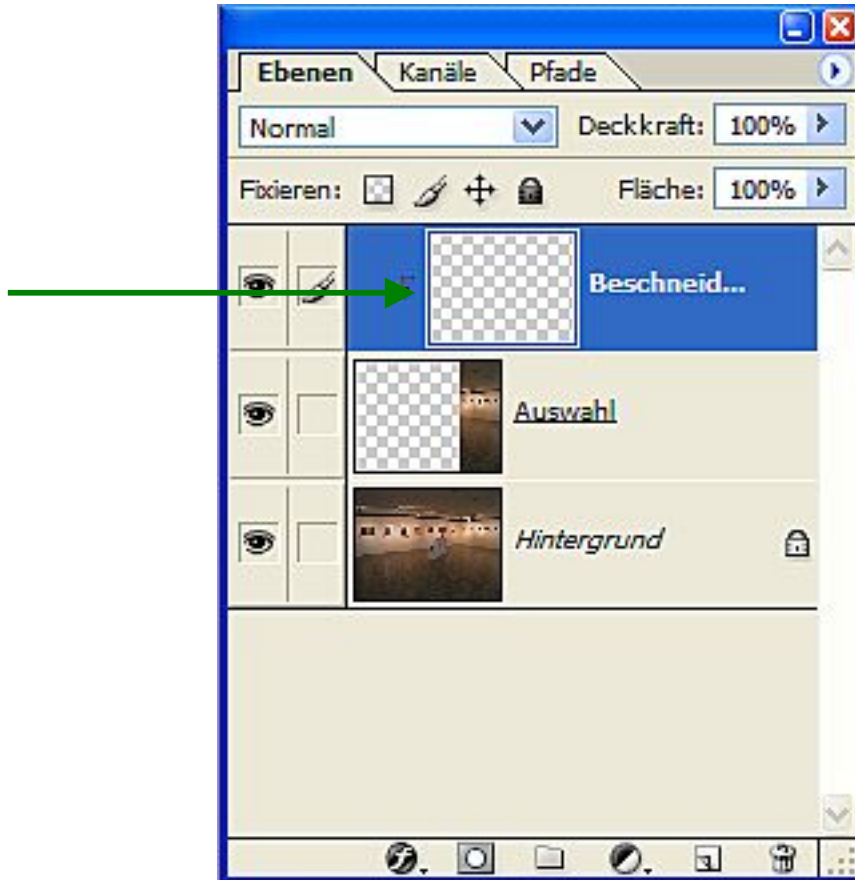 Ebenen Kanäle Pfade
Normal Deckkraft: 100%
Fixieren: Fläche: 100%
Beschneid...
Auswahl
Hintergrund